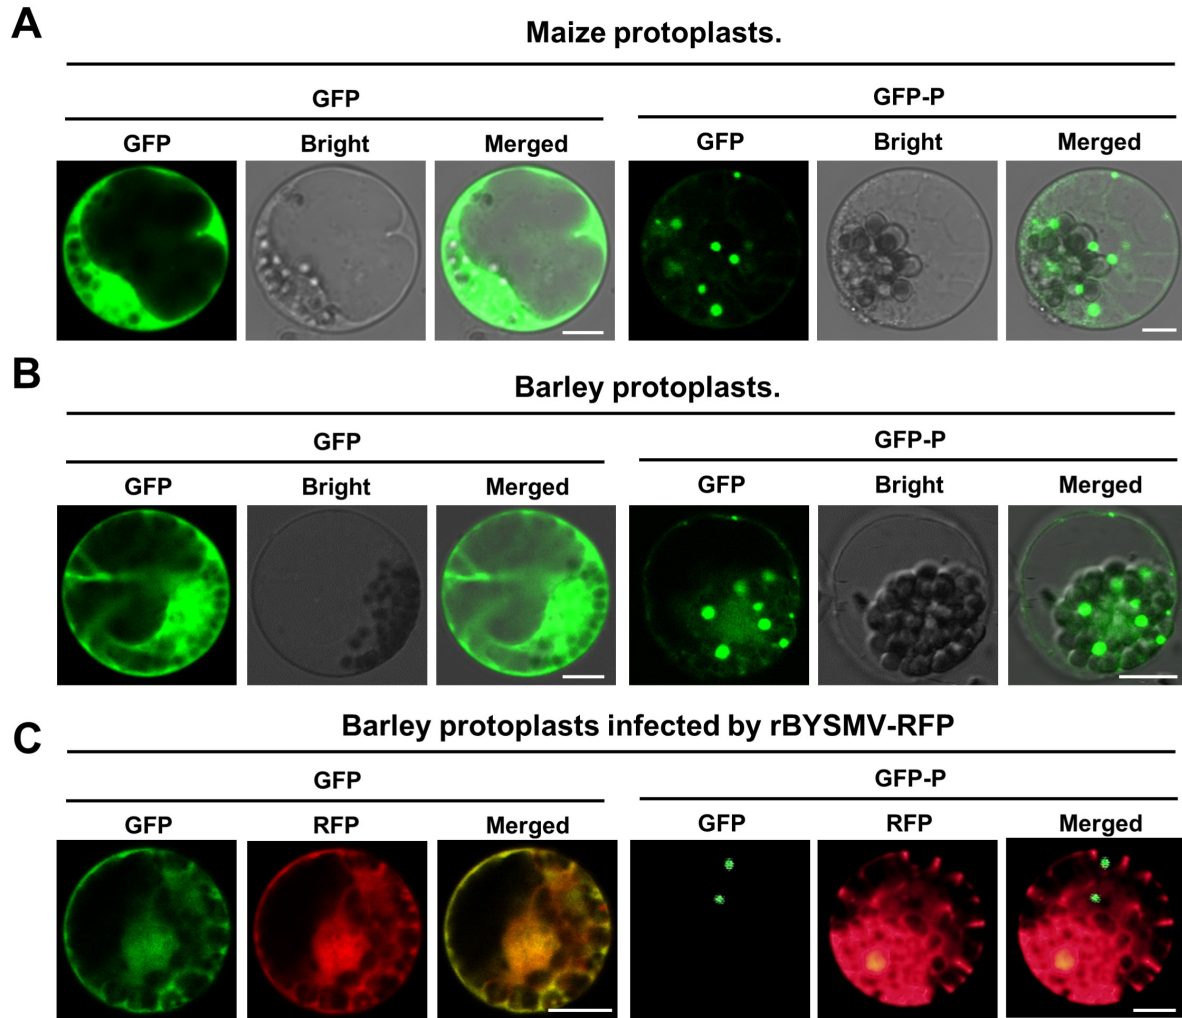 A
Maize protoplasts.
GFP
GFP-P
GFP
Bright
Merged
GFP
Bright
Merged
B
Barley protoplasts.
GFP
GFP-P
GFP
Bright
Merged
GFP
Bright
Merged
C
Barley protoplasts infected by rBYSMV-RFP
GFP
GFP-P
GFP
RFP
Merged
GFP
RFP
Merged